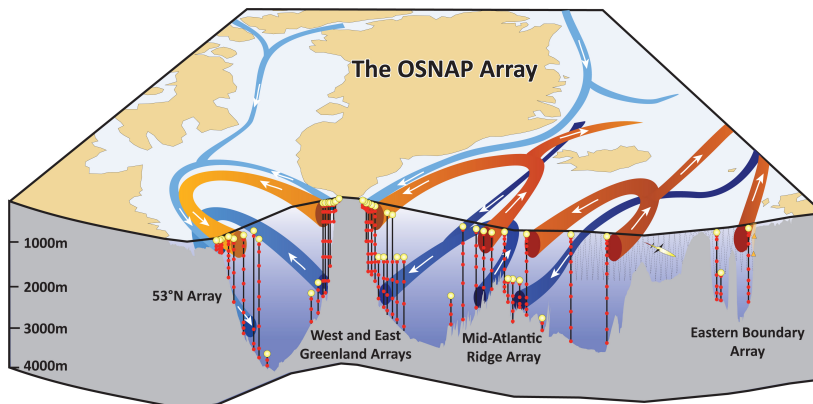 The OSNAP Array
1000m
2000m
3000m
4000m
53°N Array
West and East
Greenland Arrays
Mid-Atlantic
Ridge Array
Eastern Boundary
Array